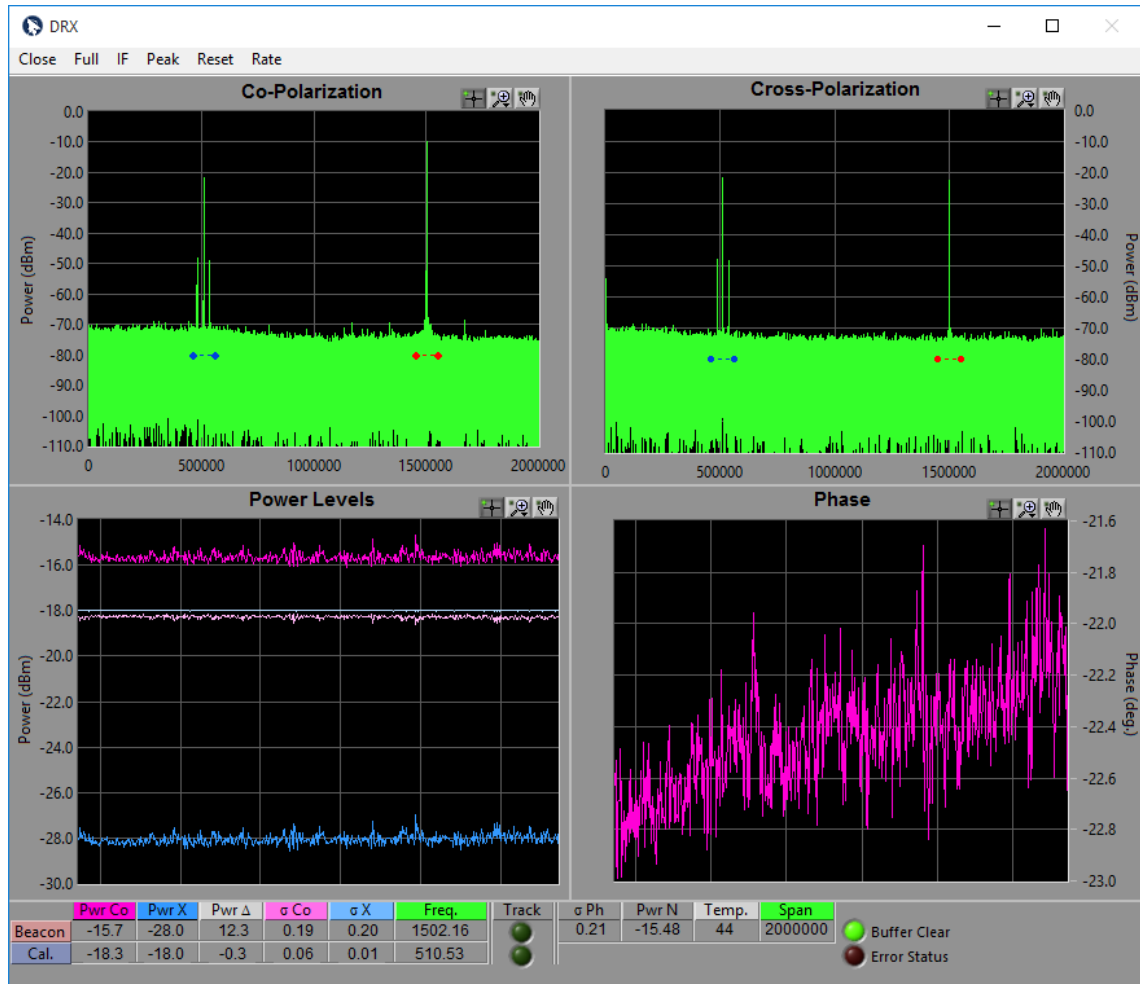 DRX
Close Full IF Peak Reset Rate
Co-Polarization
0.0
-10.0
-20.0
-30.0
-40.0
-50.0
-60.0
-70.0
-80.0
-90.0
-100.0
-110.0
Power (dBm)
0 500000 1000000 1500000 2000000
Cross-Polarization
0.0
-10.0
-20.0
-30.0
-40.0
-50.0
-60.0
-70.0
-80.0
-90.0
-100.0
-110.0
Power (dBm)
0 500000 1000000 1500000 2000000
Power Levels
-14.0
-16.0
-18.0
-20.0
-22.0
-24.0
-26.0
-28.0
-30.0
Power (dBm)
Phase
-21.6
-21.8
-22.0
-22.2
-22.4
-22.6
-22.8
-23.0
Phase (deg.)
Pwr Co Pwr X Pwr Δ σ Co σ X Freq. Track σ Ph Pwr N Temp. Span
Beacon -15.7 -28.0 12.3 0.19 0.20 1502.16 0.21 -15.48 44 2000000 Buffer Clear
Cal. -18.3 -18.0 -0.3 0.06 0.01 510.53 Error Status